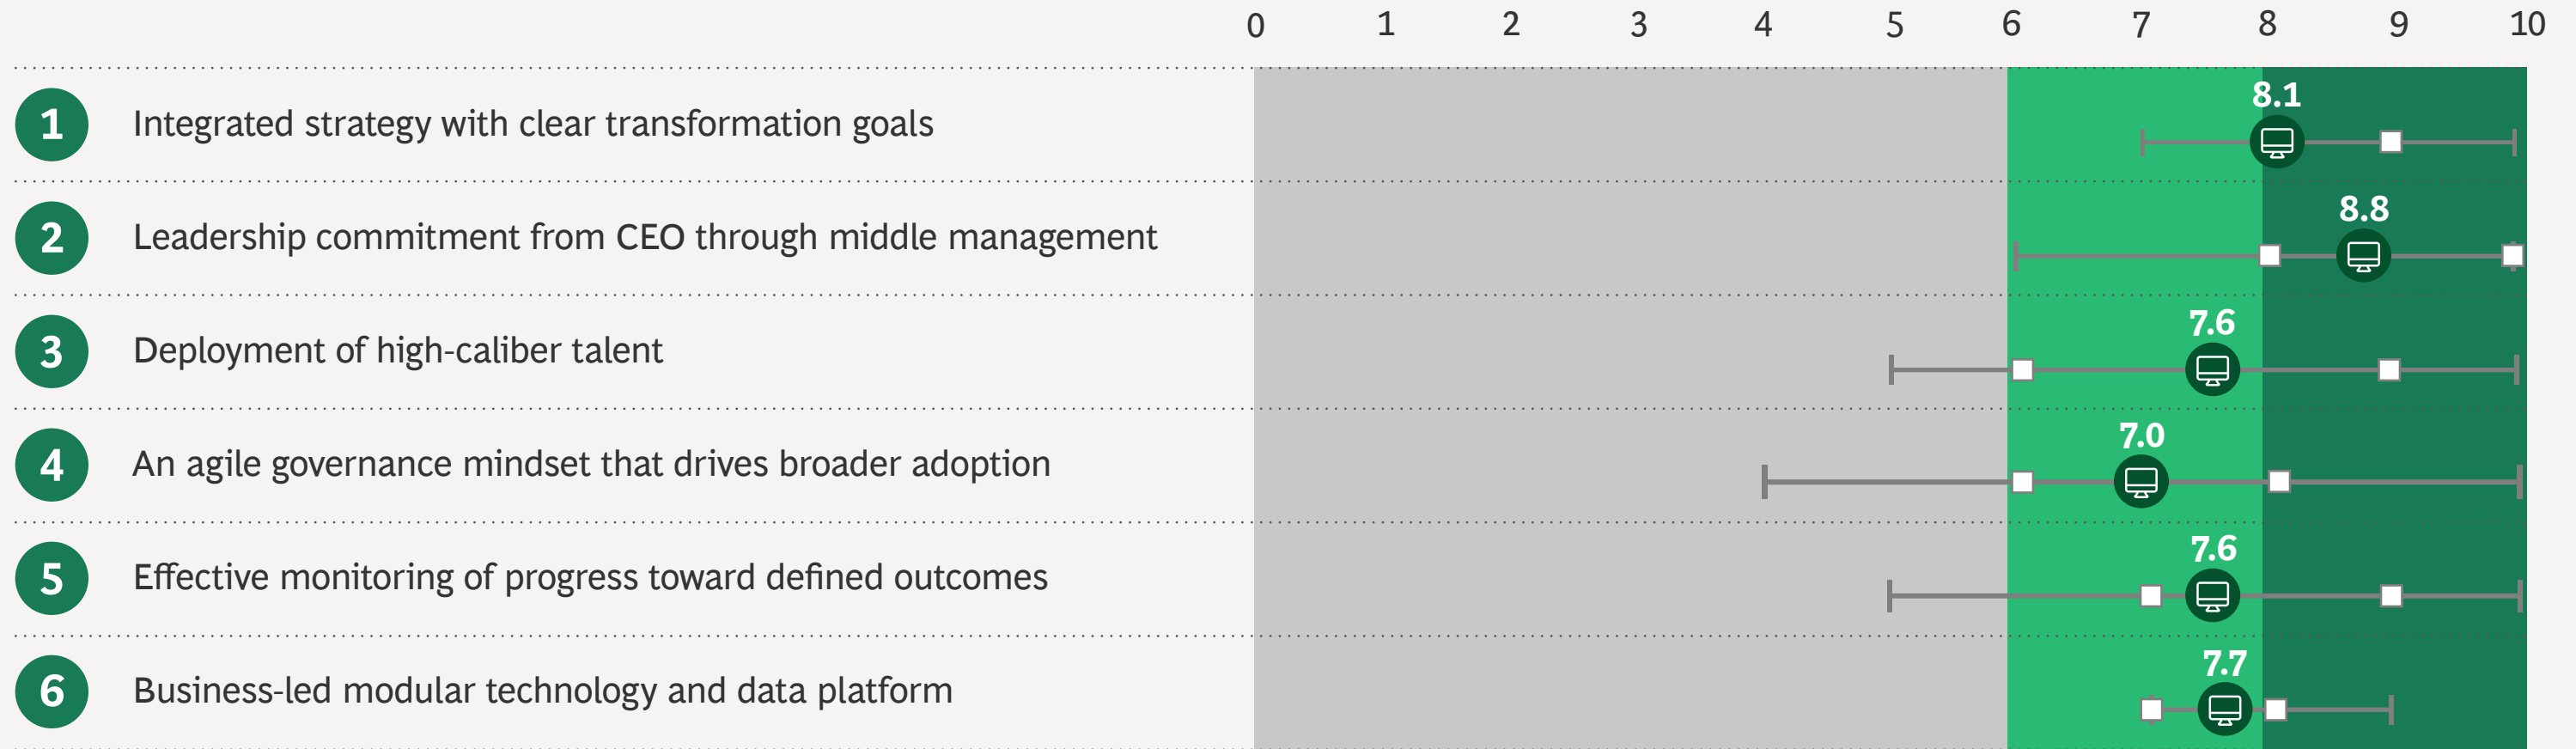 0 1 2 3 4 5 6 7 8 9 10
1 Integrated strategy with clear transformation goals 8.1
2 Leadership commitment from CEO through middle management 8.8
3 Deployment of high-caliber talent 7.6
4 An agile governance mindset that drives broader adoption 7.0
5 Effective monitoring of progress toward defined outcomes 7.6
6 Business-led modular technology and data platform 7.7